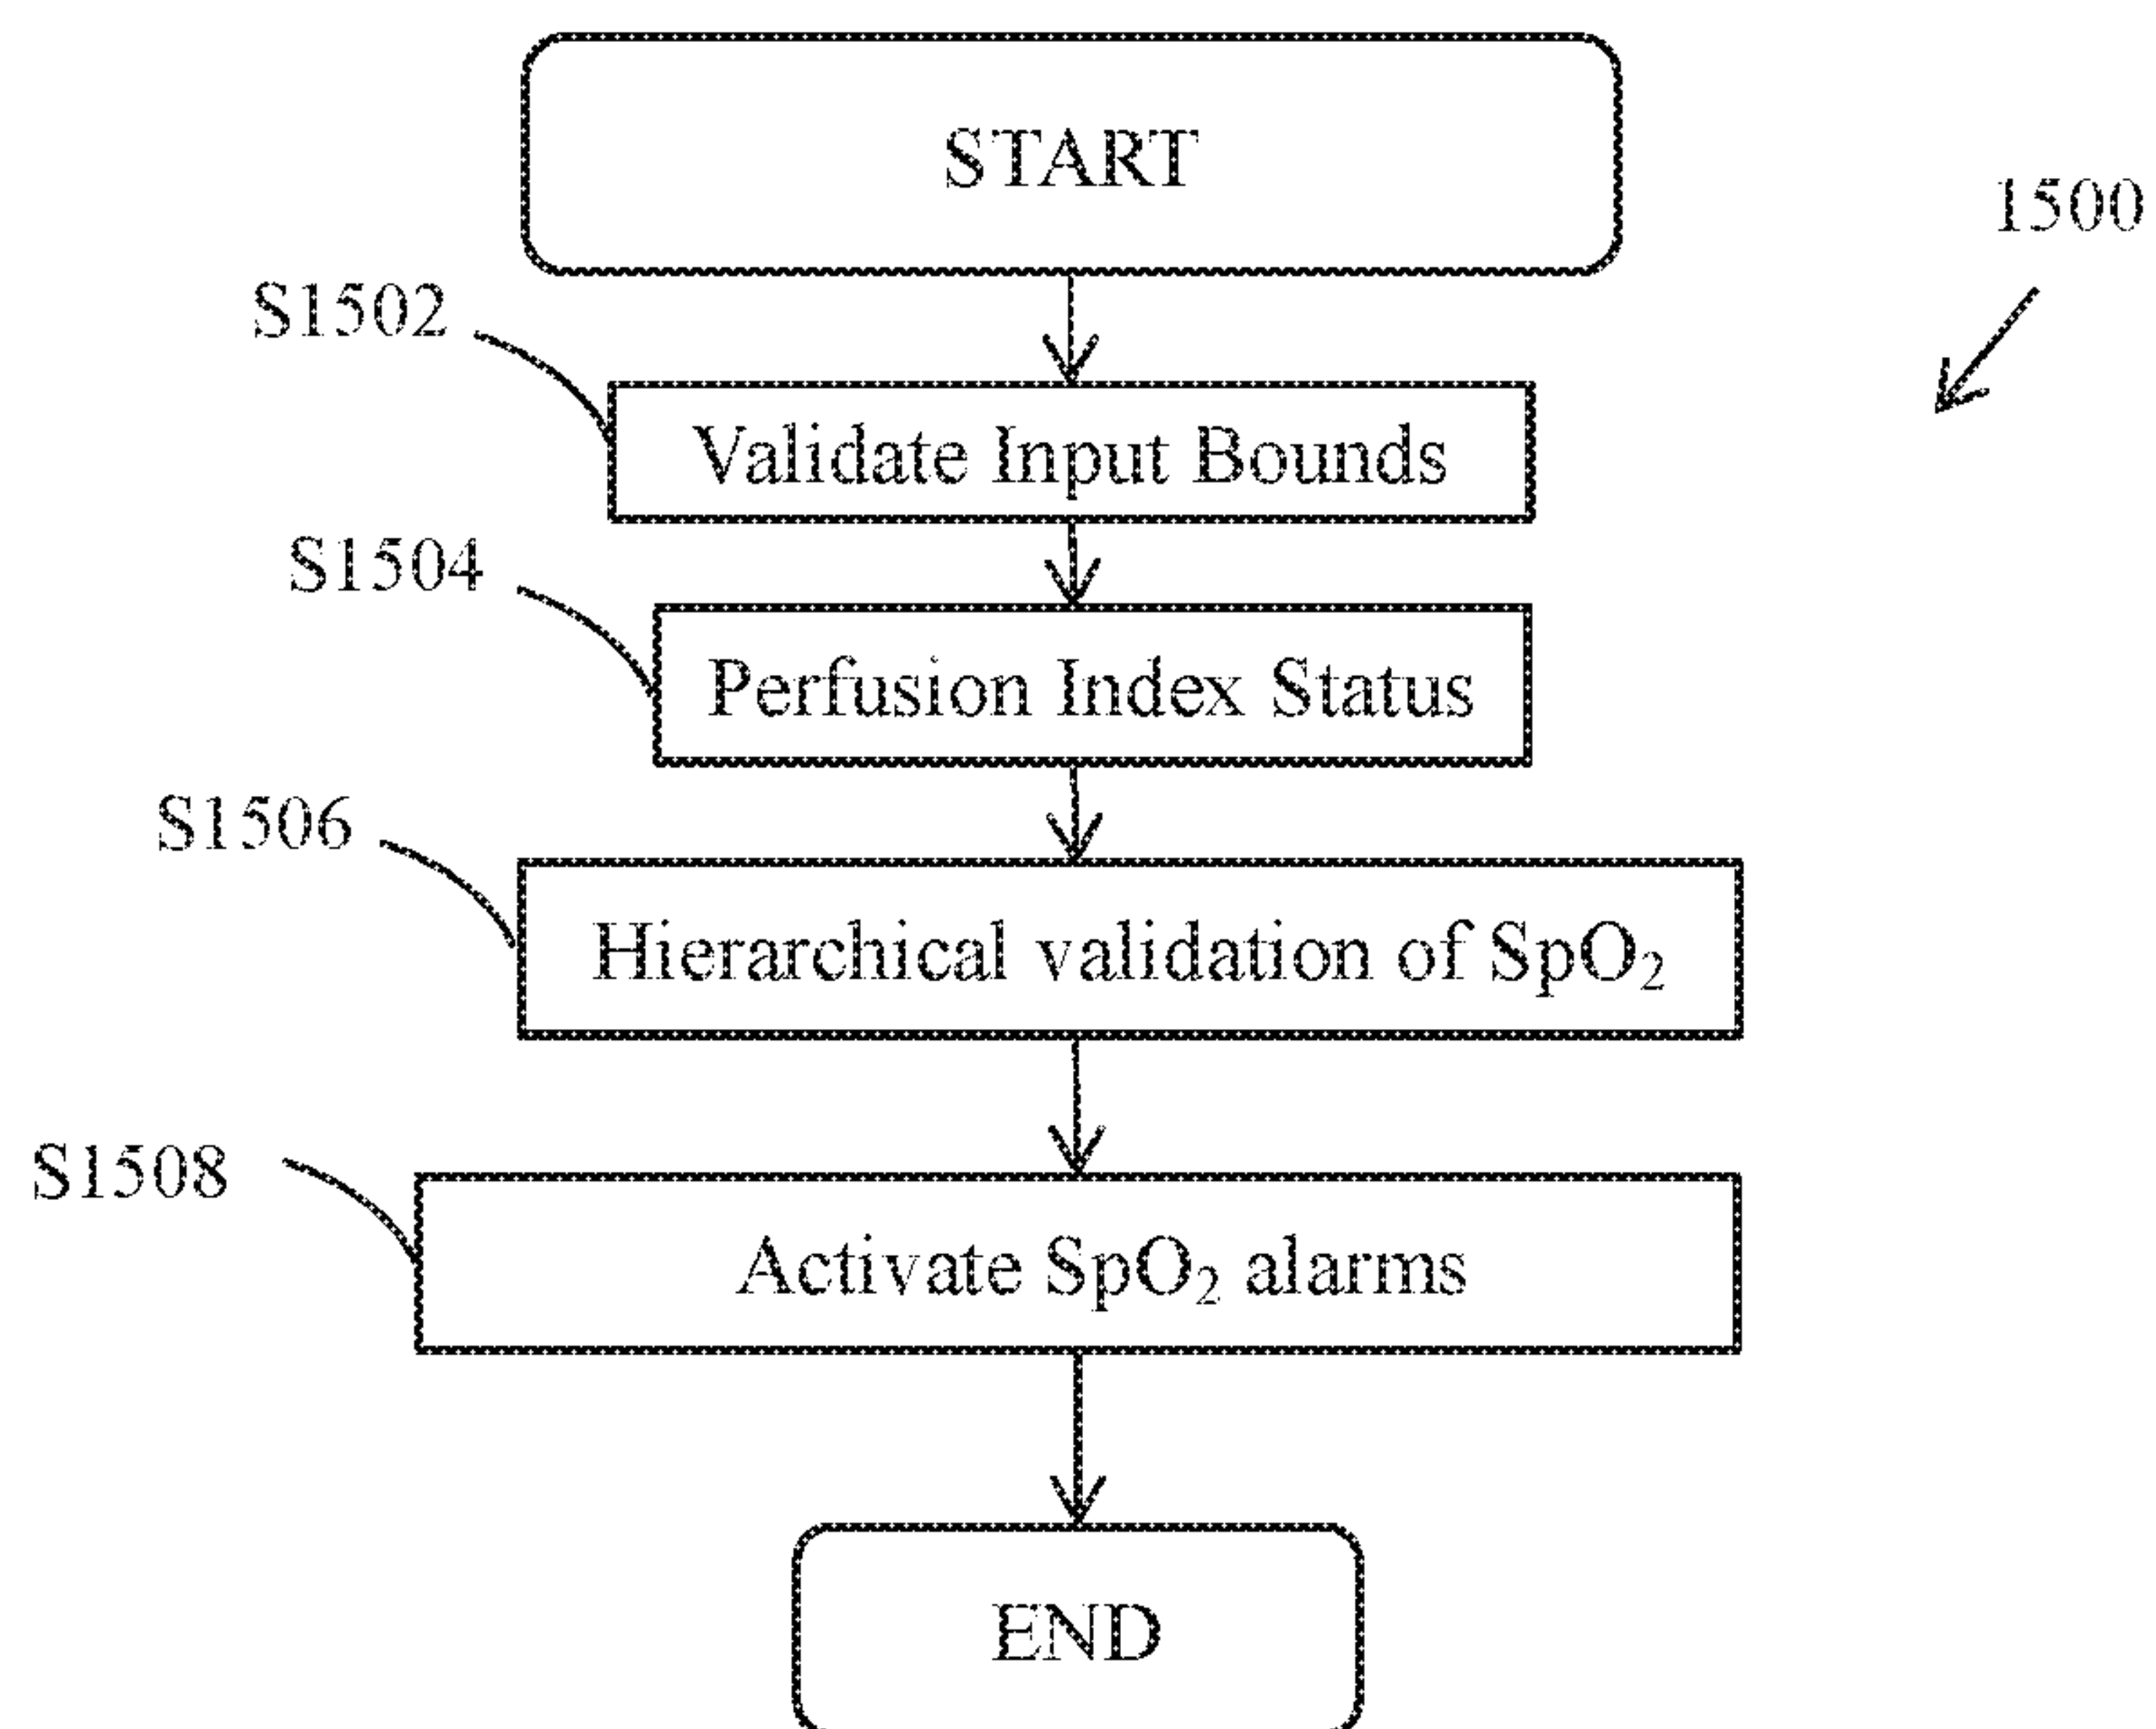 START
1500
S1502
Validate Input Bounds
S1504
Perfusion Index Status
S1506
Hierarchical validation of SpO₂
S1508
Activate SpO₂ alarms
END